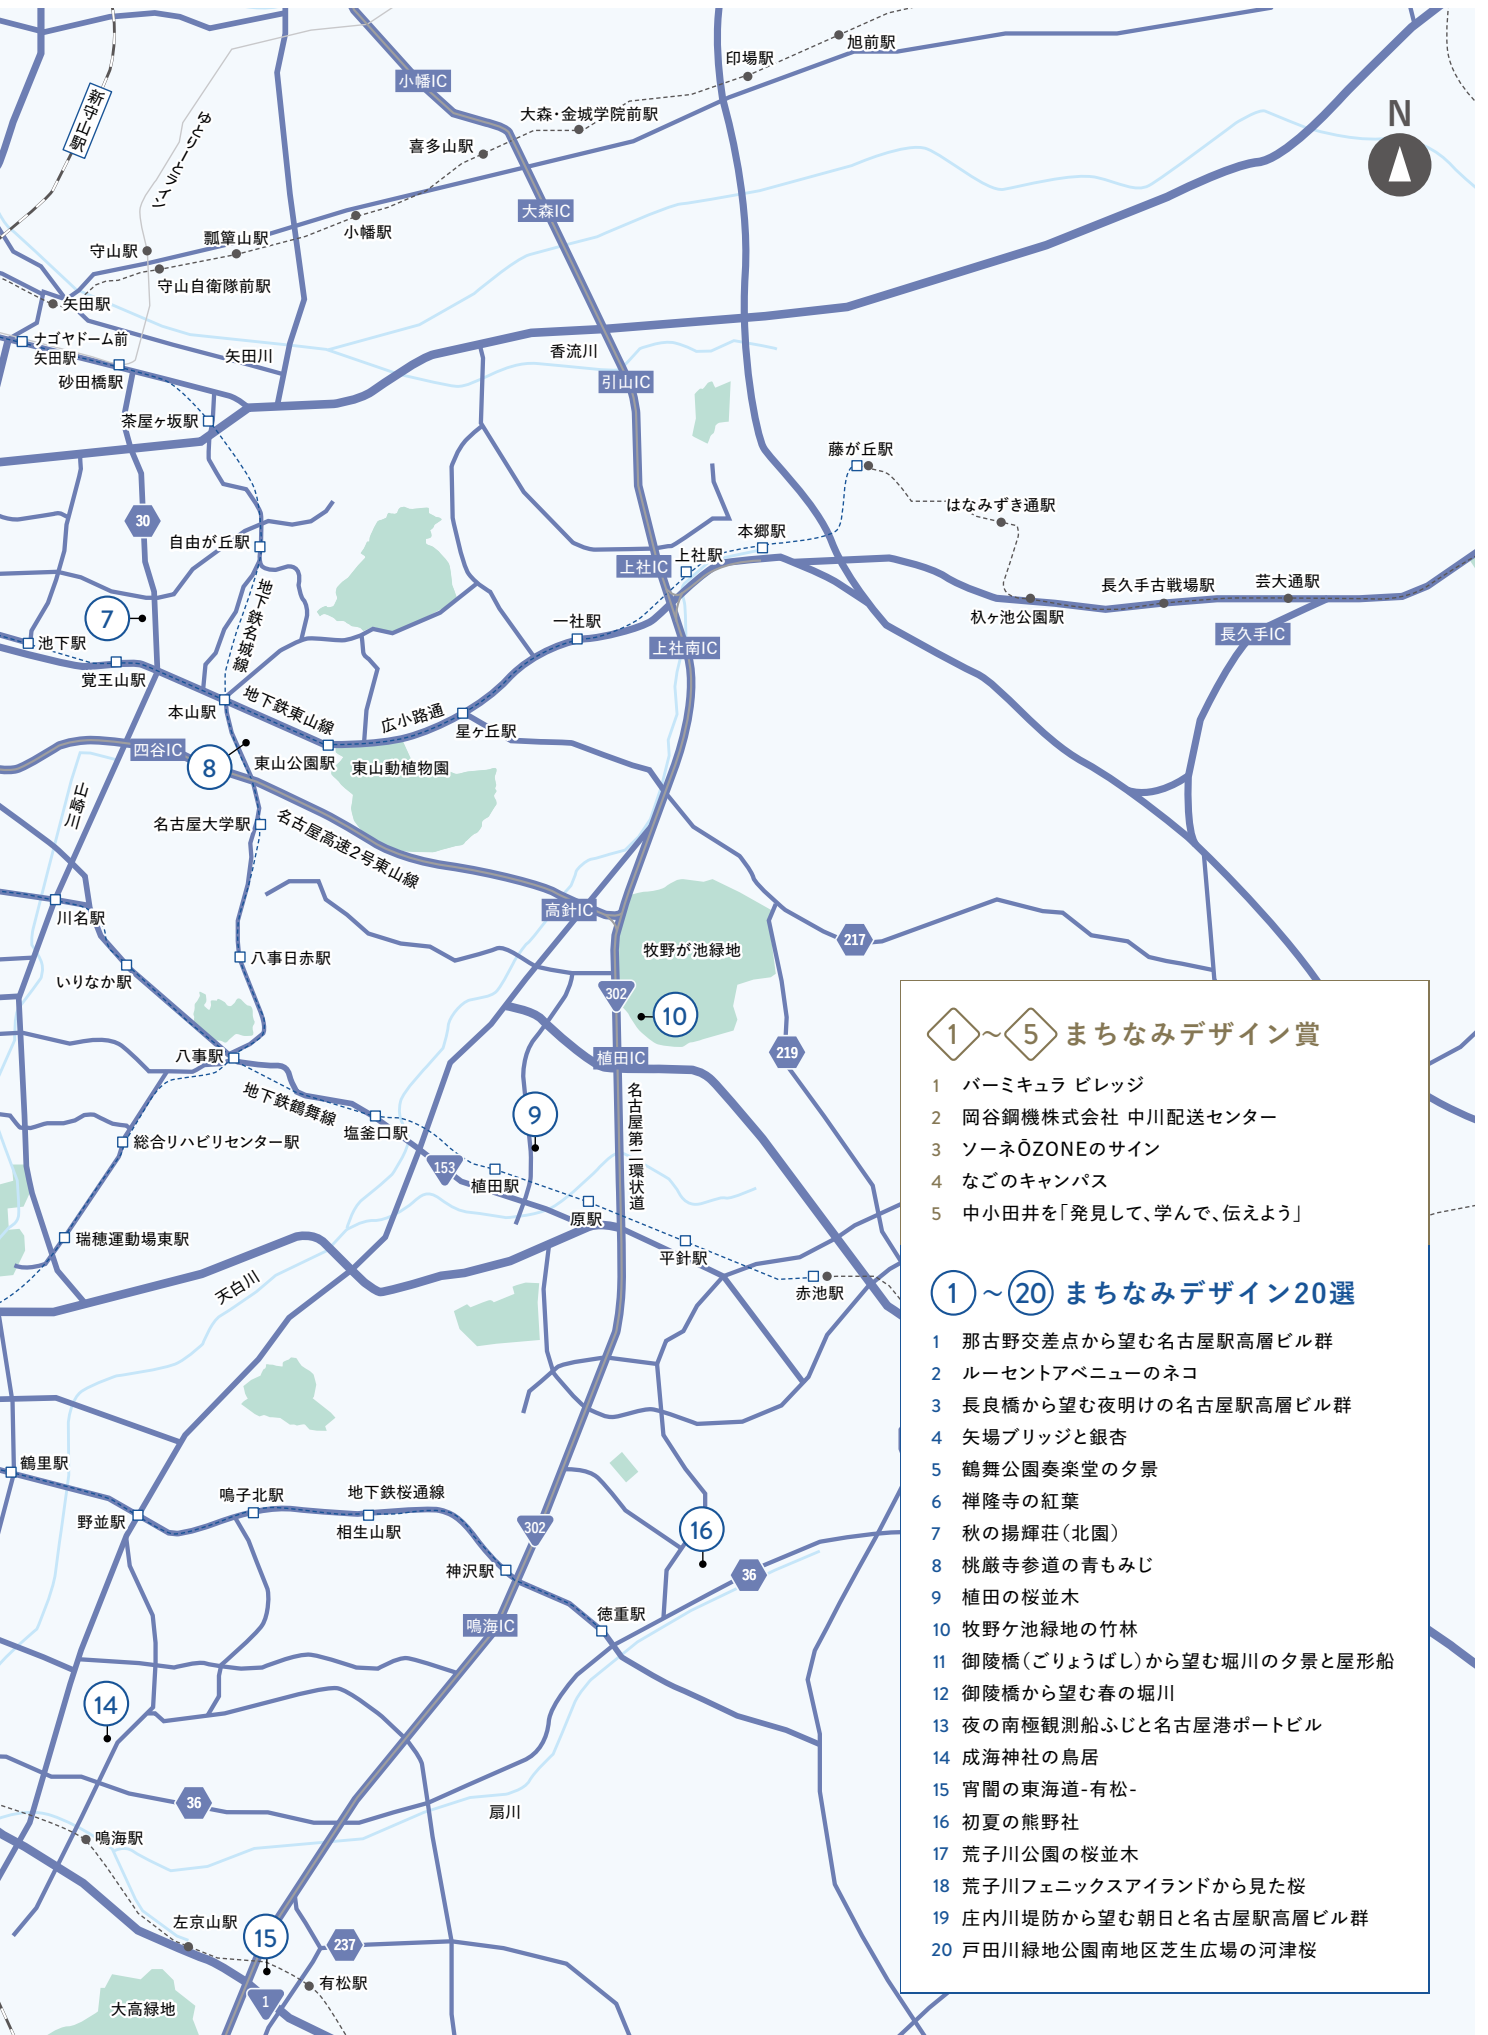 旭前駅
印場駅
小幡IC
新守山駅
N
大森・金城学院前駅
ゆとりーとライン
喜多山駅
大森IC
小幡駅
瓢箪山駅
守山駅
守山自衛隊前駅
矢田駅
ナゴヤドーム前
矢田駅
矢田川
香流川
砂田橋駅
引山IC
茶屋ヶ坂駅
藤が丘駅
はなみずき通駅
30
本郷駅
自由が丘駅
上社駅
上社IC
芸大通駅
長久手古戦場駅
杁ヶ池公園駅
地下鉄名城線
7
一社駅
長久手IC
池下駅
上社南IC
覚王山駅
本山駅
地下鉄東山線
広小路通
星ヶ丘駅
四谷IC
8
東山公園駅
東山動植物園
山崎川
名古屋大学駅
名古屋高速2号東山線
川名駅
高針IC
217
牧野が池緑地
八事日赤駅
いりなか駅
302
10
219
八事駅
植田IC
地下鉄鶴舞線
名古屋第二環状道
9
塩釜口駅
総合リハビリセンター駅
153
植田駅
原駅
瑞穂運動場東駅
平針駅
天白川
赤池駅
鶴里駅
鳴子北駅
地下鉄桜通線
野並駅
相生山駅
302
16
神沢駅
36
徳重駅
鳴海IC
14
36
扇川
鳴海駅
左京山駅
15
237
有松駅
1
大高緑地
1～5 まちなみデザイン賞
1 バーミキュラ ビレッジ
2 岡谷鋼機株式会社 中川配送センター
3 ソーネŌZONEのサイン
4 なごのキャンパス
5 中小田井を「発見して、学んで、伝えよう」
1～20 まちなみデザイン20選
1 那古野交差点から望む名古屋駅高層ビル群
2 ルーセントアベニューのネコ
3 長良橋から望む夜明けの名古屋駅高層ビル群
4 矢場ブリッジと銀杏
5 鶴舞公園奏楽堂の夕景
6 禅隆寺の紅葉
7 秋の揚輝荘（北園）
8 桃厳寺参道の青もみじ
9 植田の桜並木
10 牧野ケ池緑地の竹林
11 御陵橋（ごりょうばし）から望む堀川の夕景と屋形船
12 御陵橋から望む春の堀川
13 夜の南極観測船ふじと名古屋港ポートビル
14 成海神社の鳥居
15 宵闇の東海道-有松-
16 初夏の熊野社
17 荒子川公園の桜並木
18 荒子川フェニックスアイランドから見た桜
19 庄内川堤防から望む朝日と名古屋駅高層ビル群
20 戸田川緑地公園南地区芝生広場の河津桜